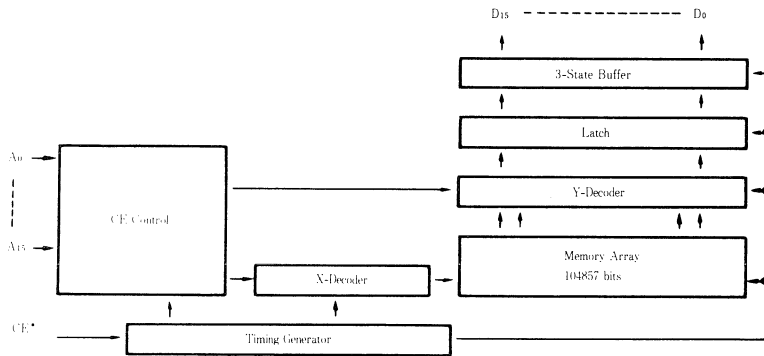 D15 D0
3-State Buffer
Latch
A0
Y-Decoder
CE Control
A15
Memory Array
X-Decoder
104857 bits
CE*
Timing Generator